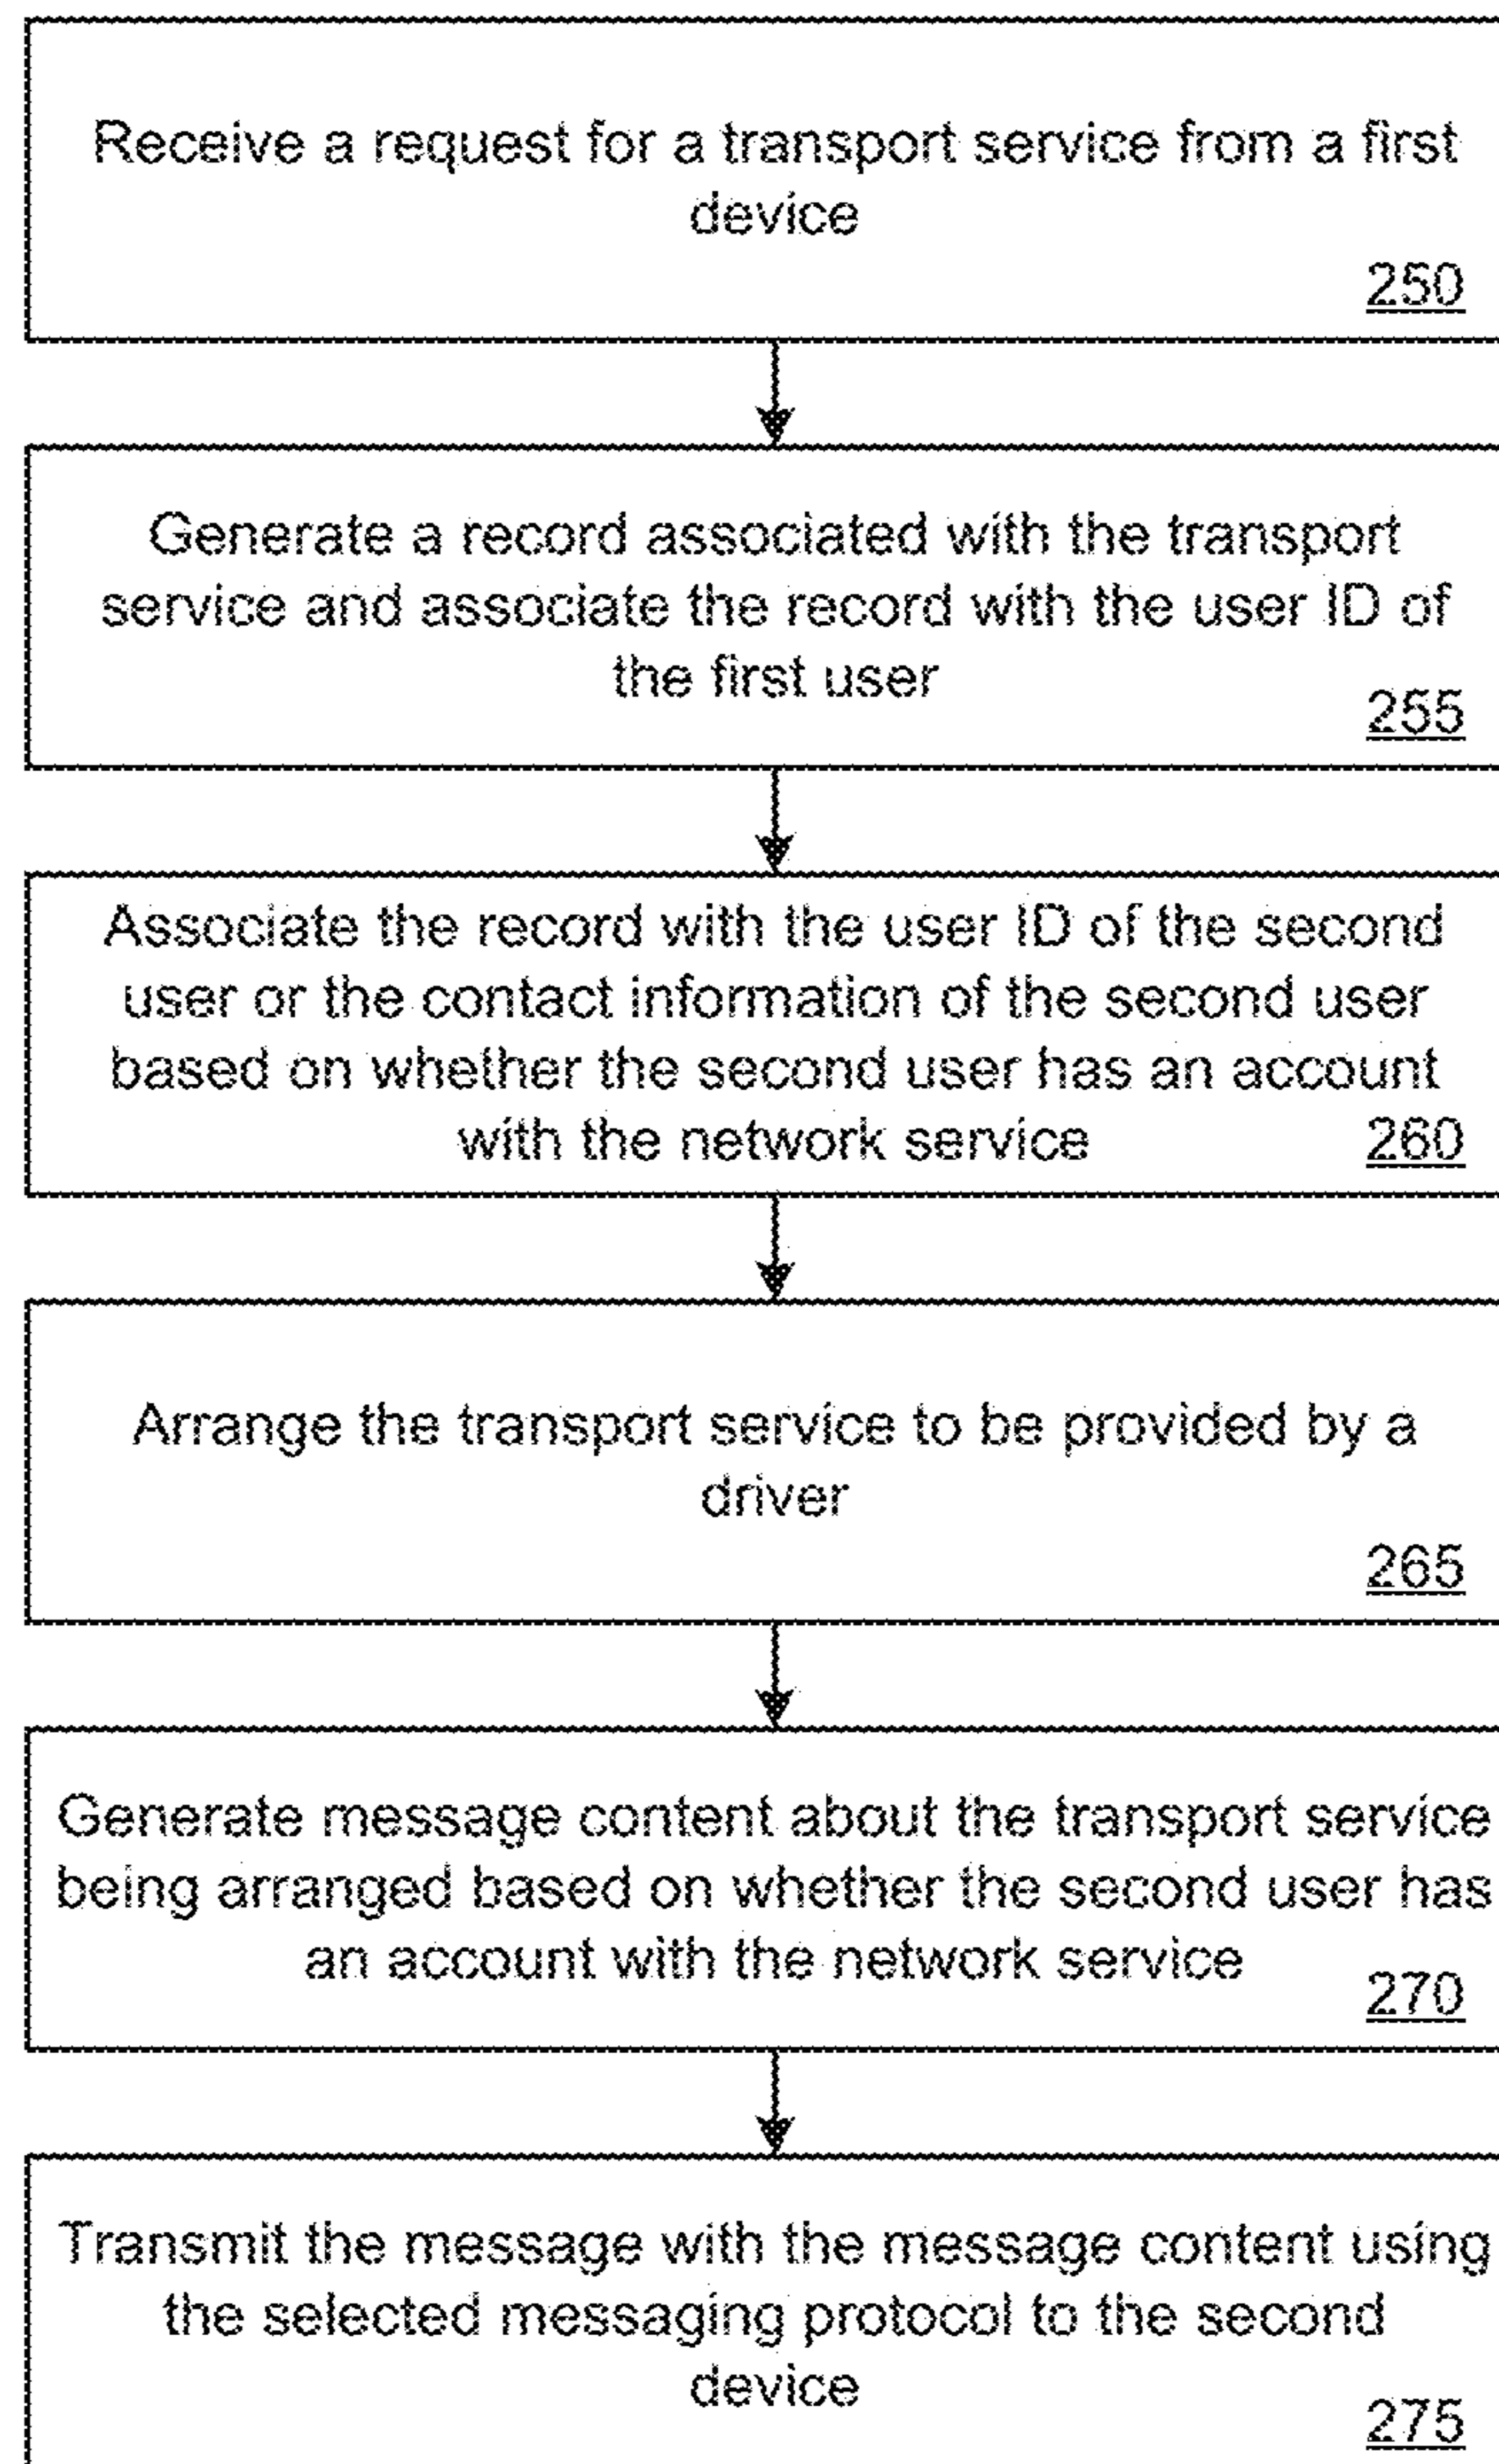 Receive a request for a transport service from a first
device
250
Generate a record associated with the transport
service and associate the record with the user ID of
the first user
255
Associate the record with the user ID of the second
user or the contact information of the second user
based on whether the second user has an account
with the network service 260
Arrange the transport service to be provided by a
driver
265
Generate message content about the transport service
being arranged based on whether the second user has
an account with the network service
270
Transmit the message with the message content using
the selected messaging protocol to the second
device
275